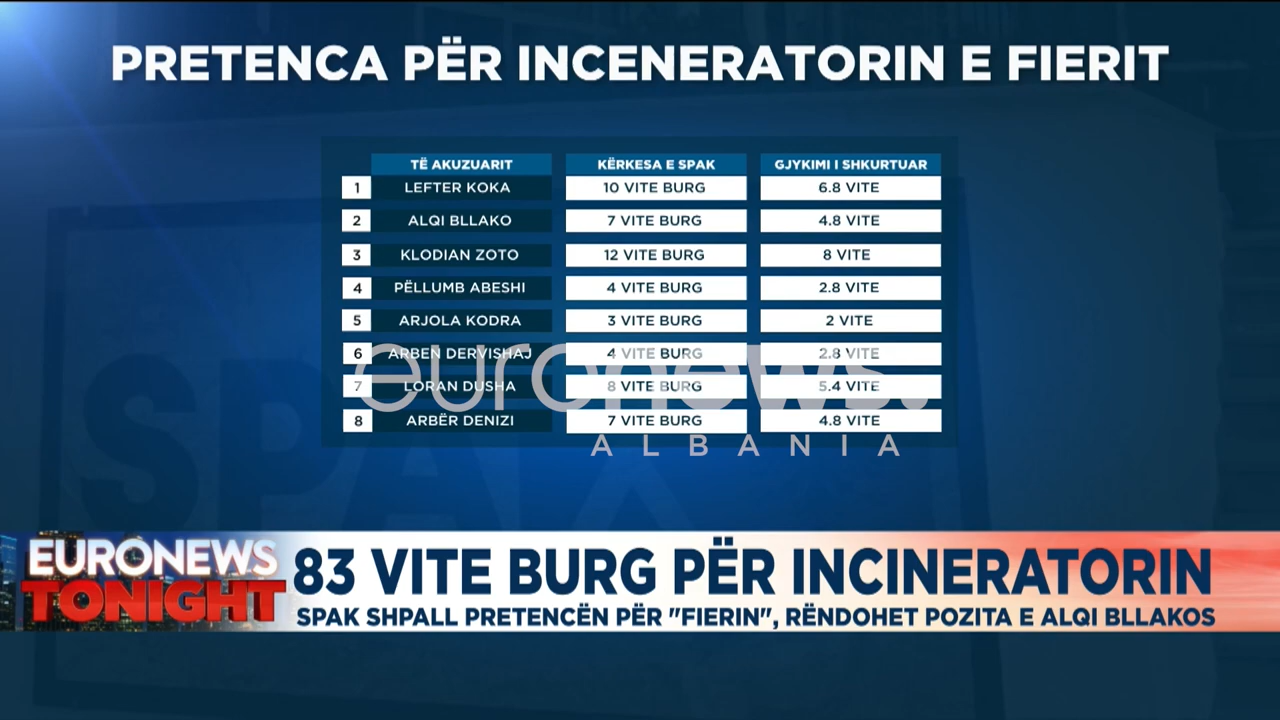 PRETENCA PËR INCENERATORIN E FIERIT
TË AKUZUARIT KËRKESA E SPAK GJYKIMI I SHKURTUAR
1 LEFTER KOKA 10 VITE BURG 6.8 VITE
2 ALQI BLLAKO 7 VITE BURG 4.8 VITE
3 KLODIAN ZOTO 12 VITE BURG 8 VITE
4 PËLLUMB ABESHI 4 VITE BURG 2.8 VITE
5 ARJOLA KODRA 3 VITE BURG 2 VITE
6 ARBEN DERVISHAJ 4 VITE BURG 2.8 VITE
7 LORAN DUSHA 8 VITE BURG 5.4 VITE
8 ARBËR DENIZI 7 VITE BURG 4.8 VITE
euronews.
ALBANIA
SPAK
EURONEWS
TONIGHT
83 VITE BURG PËR INCINERATORIN
SPAK SHPALL PRETENCËN PËR "FIERIN", RËNDOHET POZITA E ALQI BLLAKOS